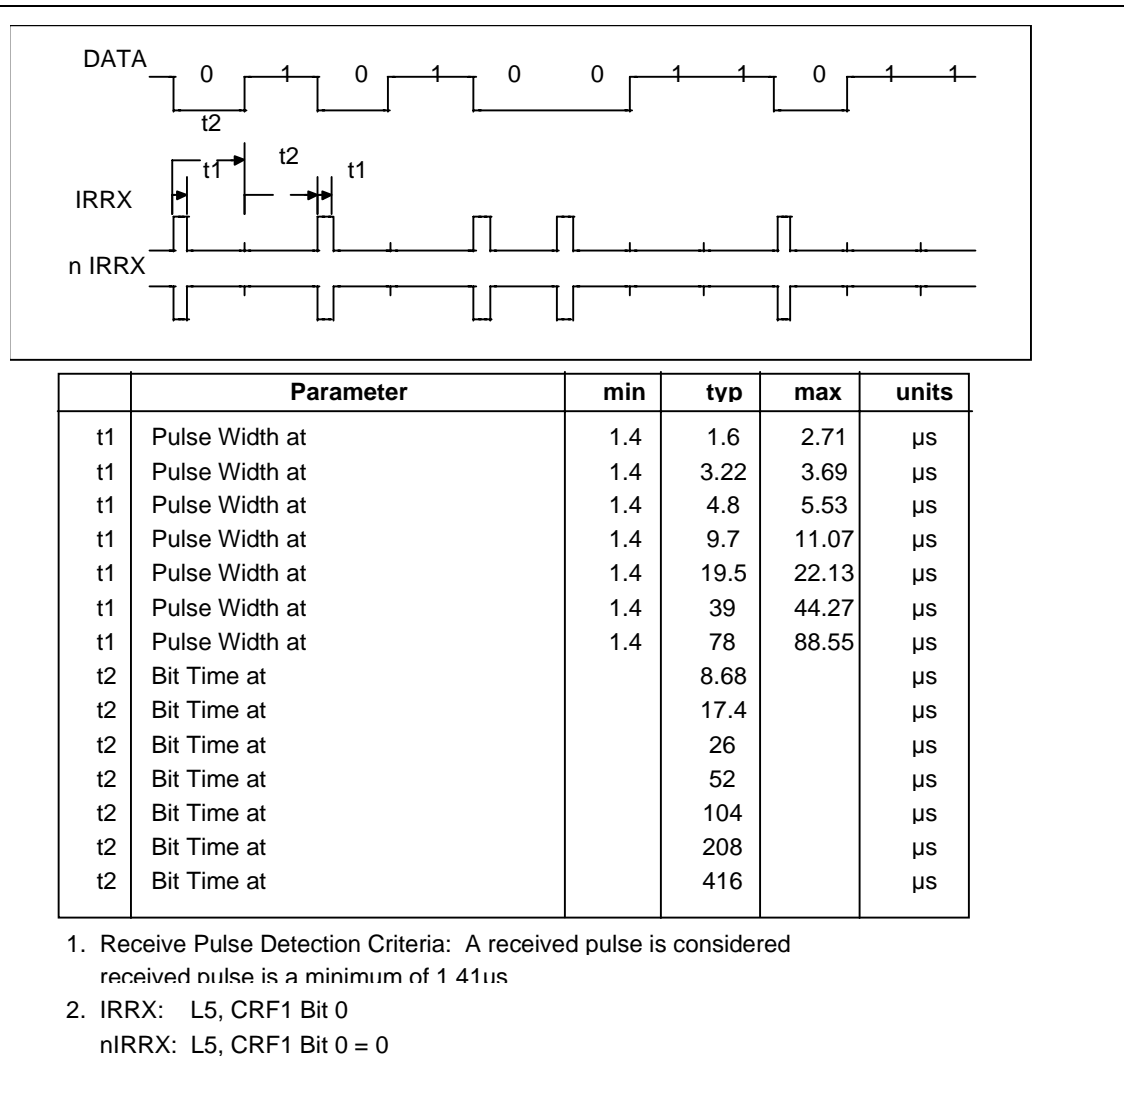 DATA 0 1 0 1 0 0 1 1 0 1 1
t2
t2
t1 t1
IRRX
n IRRX
Parameter min typ max units
t1 Pulse Width at 1.4 1.6 2.71 µs
t1 Pulse Width at 1.4 3.22 3.69 µs
t1 Pulse Width at 1.4 4.8 5.53 µs
t1 Pulse Width at 1.4 9.7 11.07 µs
t1 Pulse Width at 1.4 19.5 22.13 µs
t1 Pulse Width at 1.4 39 44.27 µs
t1 Pulse Width at 1.4 78 88.55 µs
t2 Bit Time at 8.68 µs
t2 Bit Time at 17.4 µs
t2 Bit Time at 26 µs
t2 Bit Time at 52 µs
t2 Bit Time at 104 µs
t2 Bit Time at 208 µs
t2 Bit Time at 416 µs
1. Receive Pulse Detection Criteria: A received pulse is considered
received pulse is a minimum of 1.41µs
2. IRRX: L5, CRF1 Bit 0
nIRRX: L5, CRF1 Bit 0 = 0